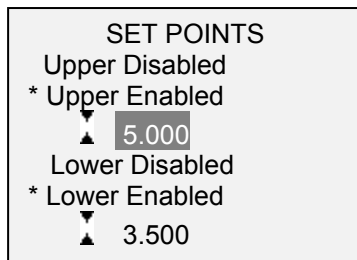 SET POINTS
Upper Disabled
* Upper Enabled
5.000
Lower Disabled
* Lower Enabled
3.500